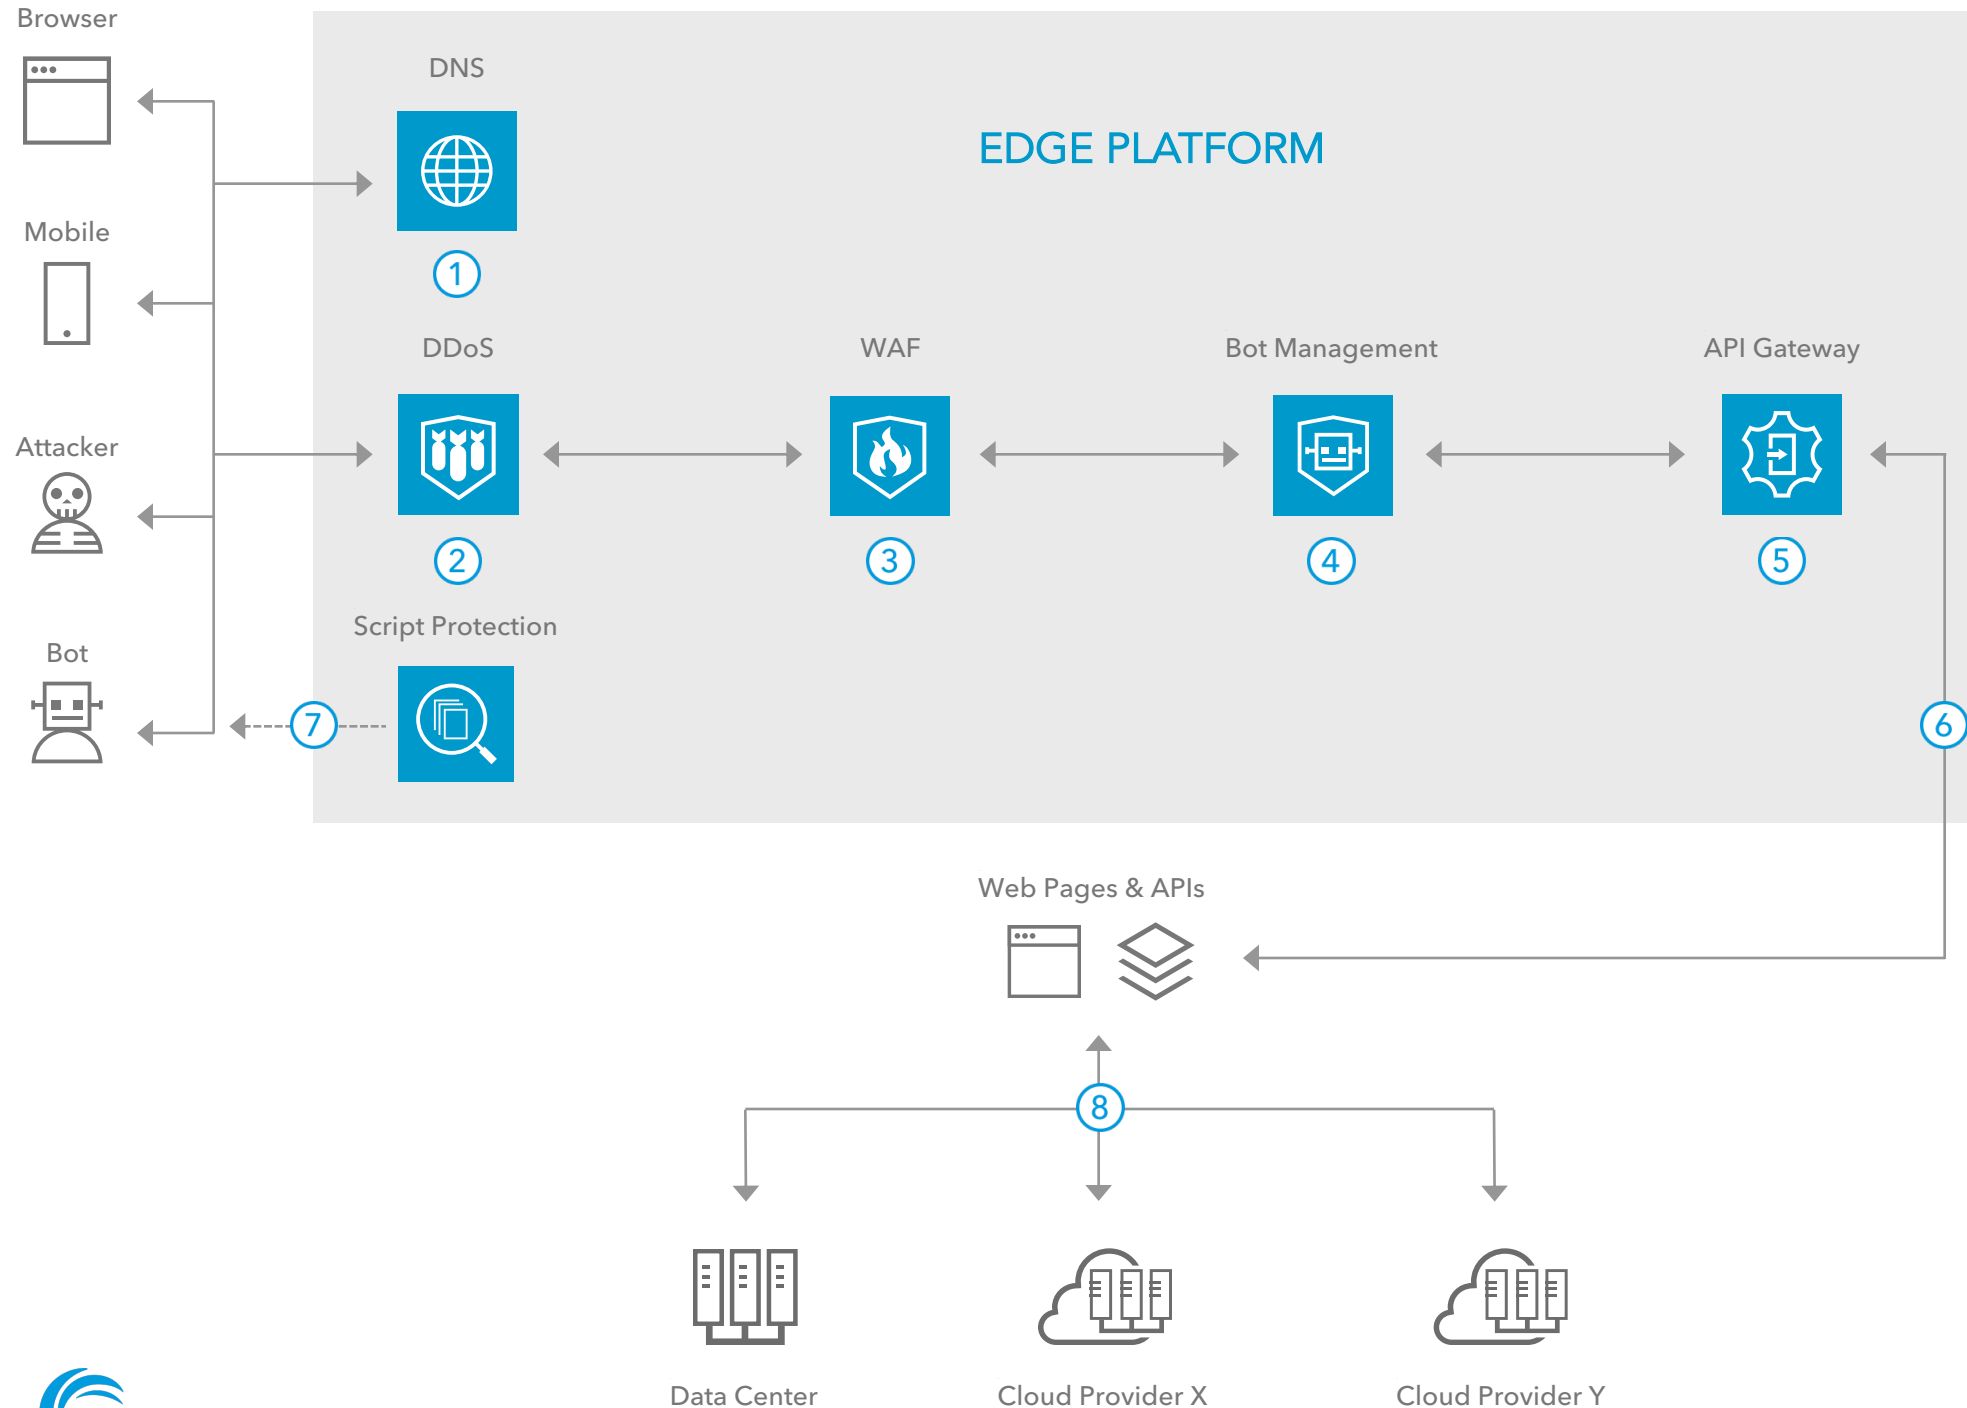 Browser
DNS
EDGE PLATFORM
1
Mobile
DDoS
WAF
Bot Management
API Gateway
Attacker
2
3
4
5
Script Protection
Bot
7
6
Web Pages & APIs
8
Data Center
Cloud Provider X
Cloud Provider Y